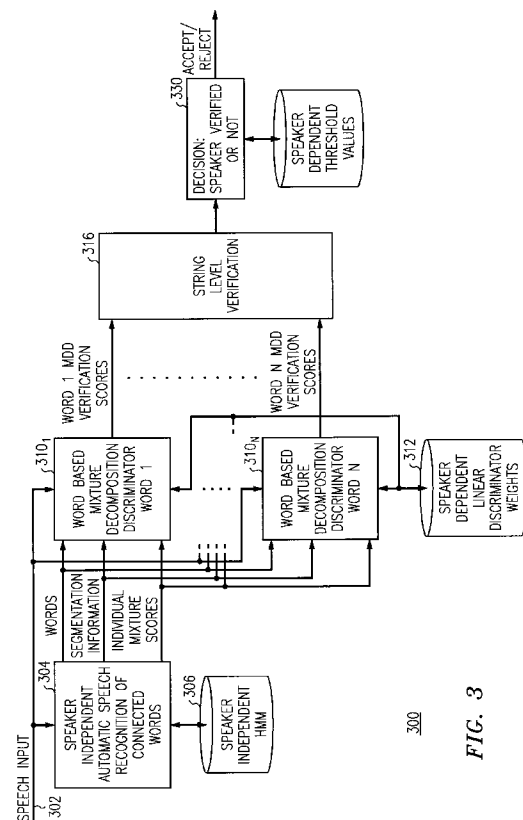 SPEECH INPUT
302
304
SPEAKER
INDEPENDENT
AUTOMATIC SPEECH
RECOGNITION OF
CONNECTED
WORDS
306
SPEAKER
INDEPENDENT
HMM
WORDS
SEGMENTATION
INFORMATION
INDIVIDUAL MIXTURE
SCORES
310₁
WORD BASED
MIXTURE
DECOMPOSITION
DISCRIMINATOR
WORD 1
310N
WORD BASED
MIXTURE
DECOMPOSITION
DISCRIMINATOR
WORD N
312
SPEAKER
DEPENDENT
LINEAR
DISCRIMINATOR
WEIGHTS
WORD 1 MDD
VERIFICATION
SCORES
WORD N MDD
VERIFICATION
SCORES
316
STRING
LEVEL
VERIFICATION
330
DECISION:
SPEAKER VERIFIED
OR NOT
ACCEPT/
REJECT
SPEAKER
DEPENDENT
THRESHOLD
VALUES
300
FIG. 3